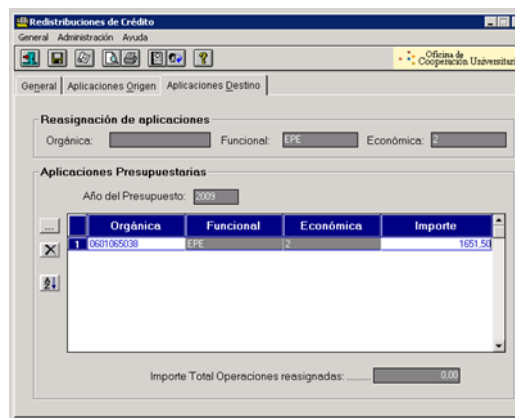 Redistribuciones de Crédito
General Administración Ayuda
Oficina de
Cooperación Universitari
General Aplicaciones Origen Aplicaciones Destino
Reasignación de aplicaciones
Orgánica: Funcional: EPE Económica: 2
Aplicaciones Presupuestarias
Año del Presupuesto: 2009
Orgánica Funcional Económica Importe
1 0601065038 EPE 2 1651,50
Importe Total Operaciones reasignadas: ......... 0,00